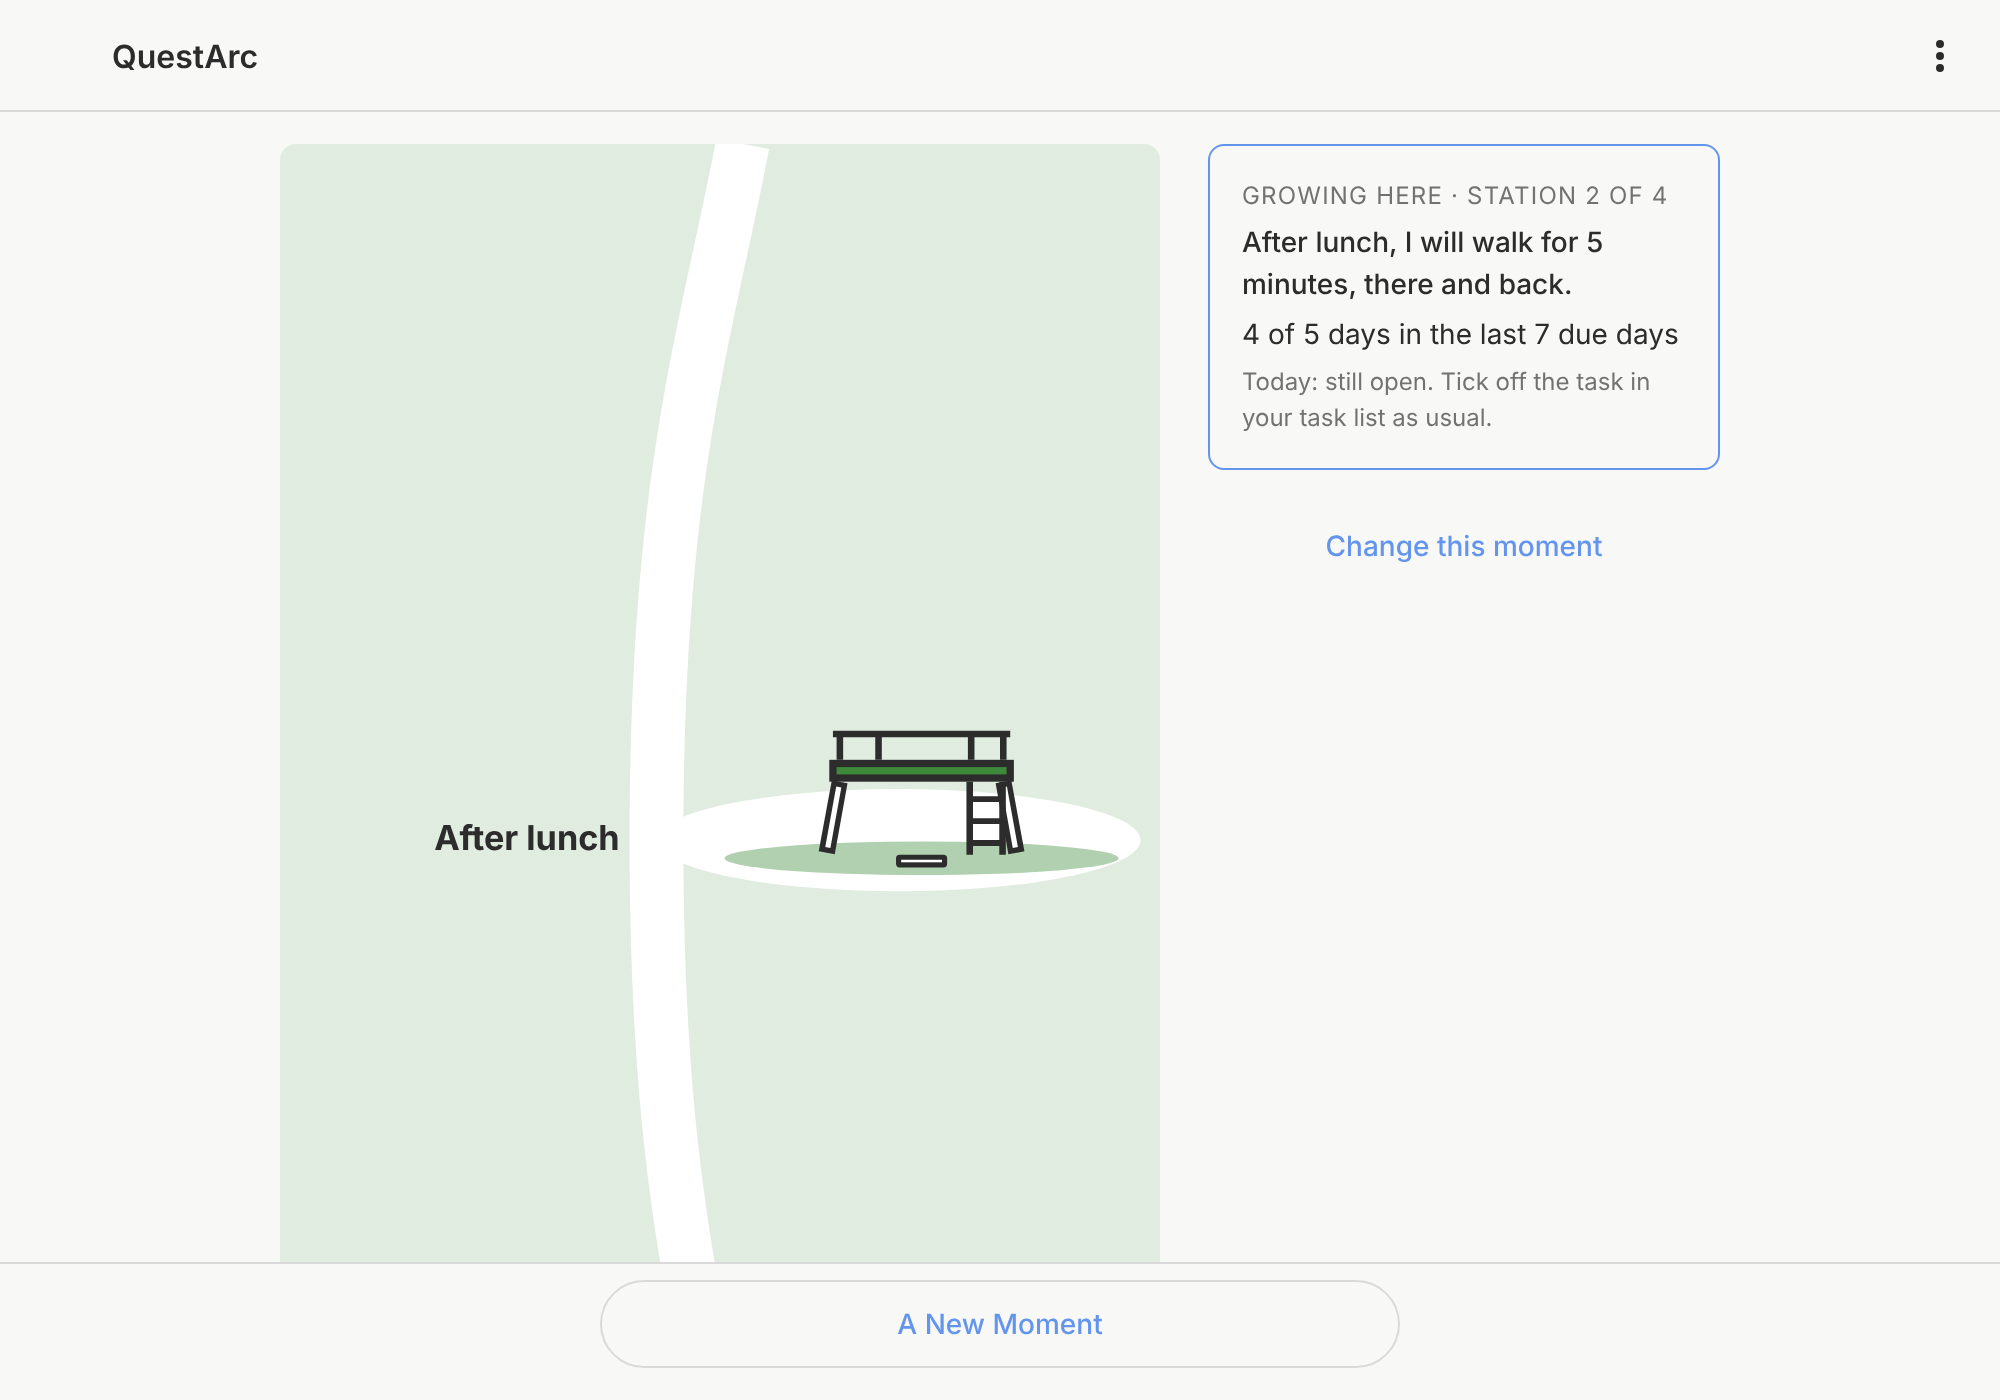 QuestArc
GROWING HERE · STATION 2 OF 4
After lunch, I will walk for 5
minutes, there and back.
4 of 5 days in the last 7 due days
Today: still open. Tick off the task in
your task list as usual.
Change this moment
After lunch
A New Moment